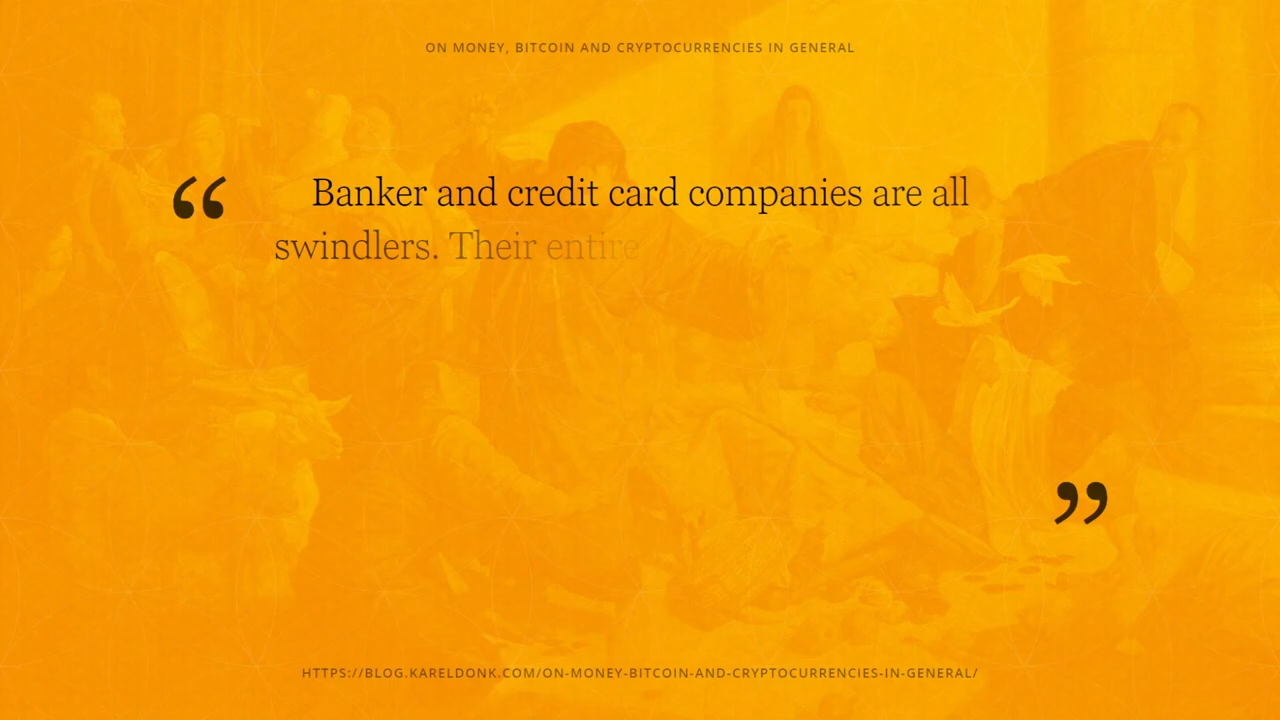 ON MONEY, BITCOIN AND CRYPTOCURRENCIES IN GENERAL
“ Banker and credit card companies are all
swindlers. Their entire
”
HTTPS://BLOG.KARELDONK.COM/ON-MONEY-BITCOIN-AND-CRYPTOCURRENCIES-IN-GENERAL/